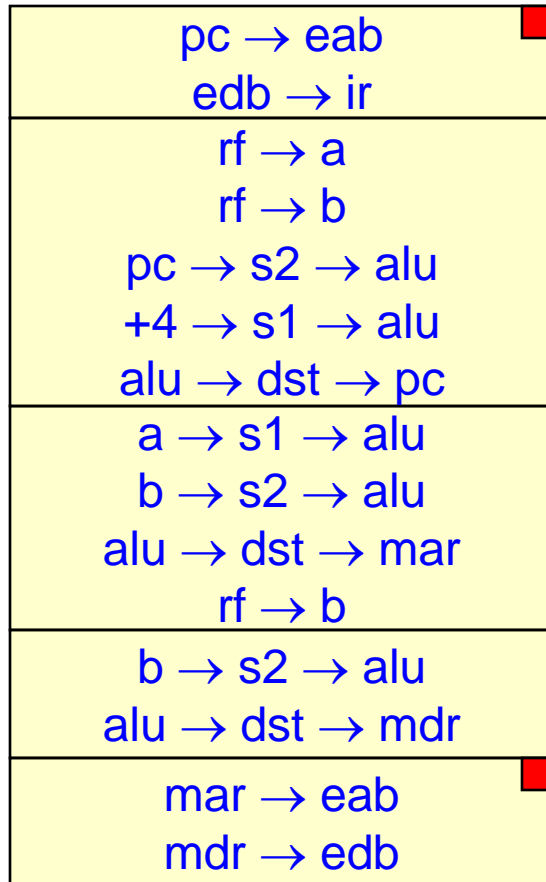 pc → eab
edb → ir
rf → a
rf → b
pc → s2 → alu
+4 → s1 → alu
alu → dst → pc
a → s1 → alu
b → s2 → alu
alu → dst → mar
rf → b
b → s2 → alu
alu → dst → mdr
mar → eab
mdr → edb